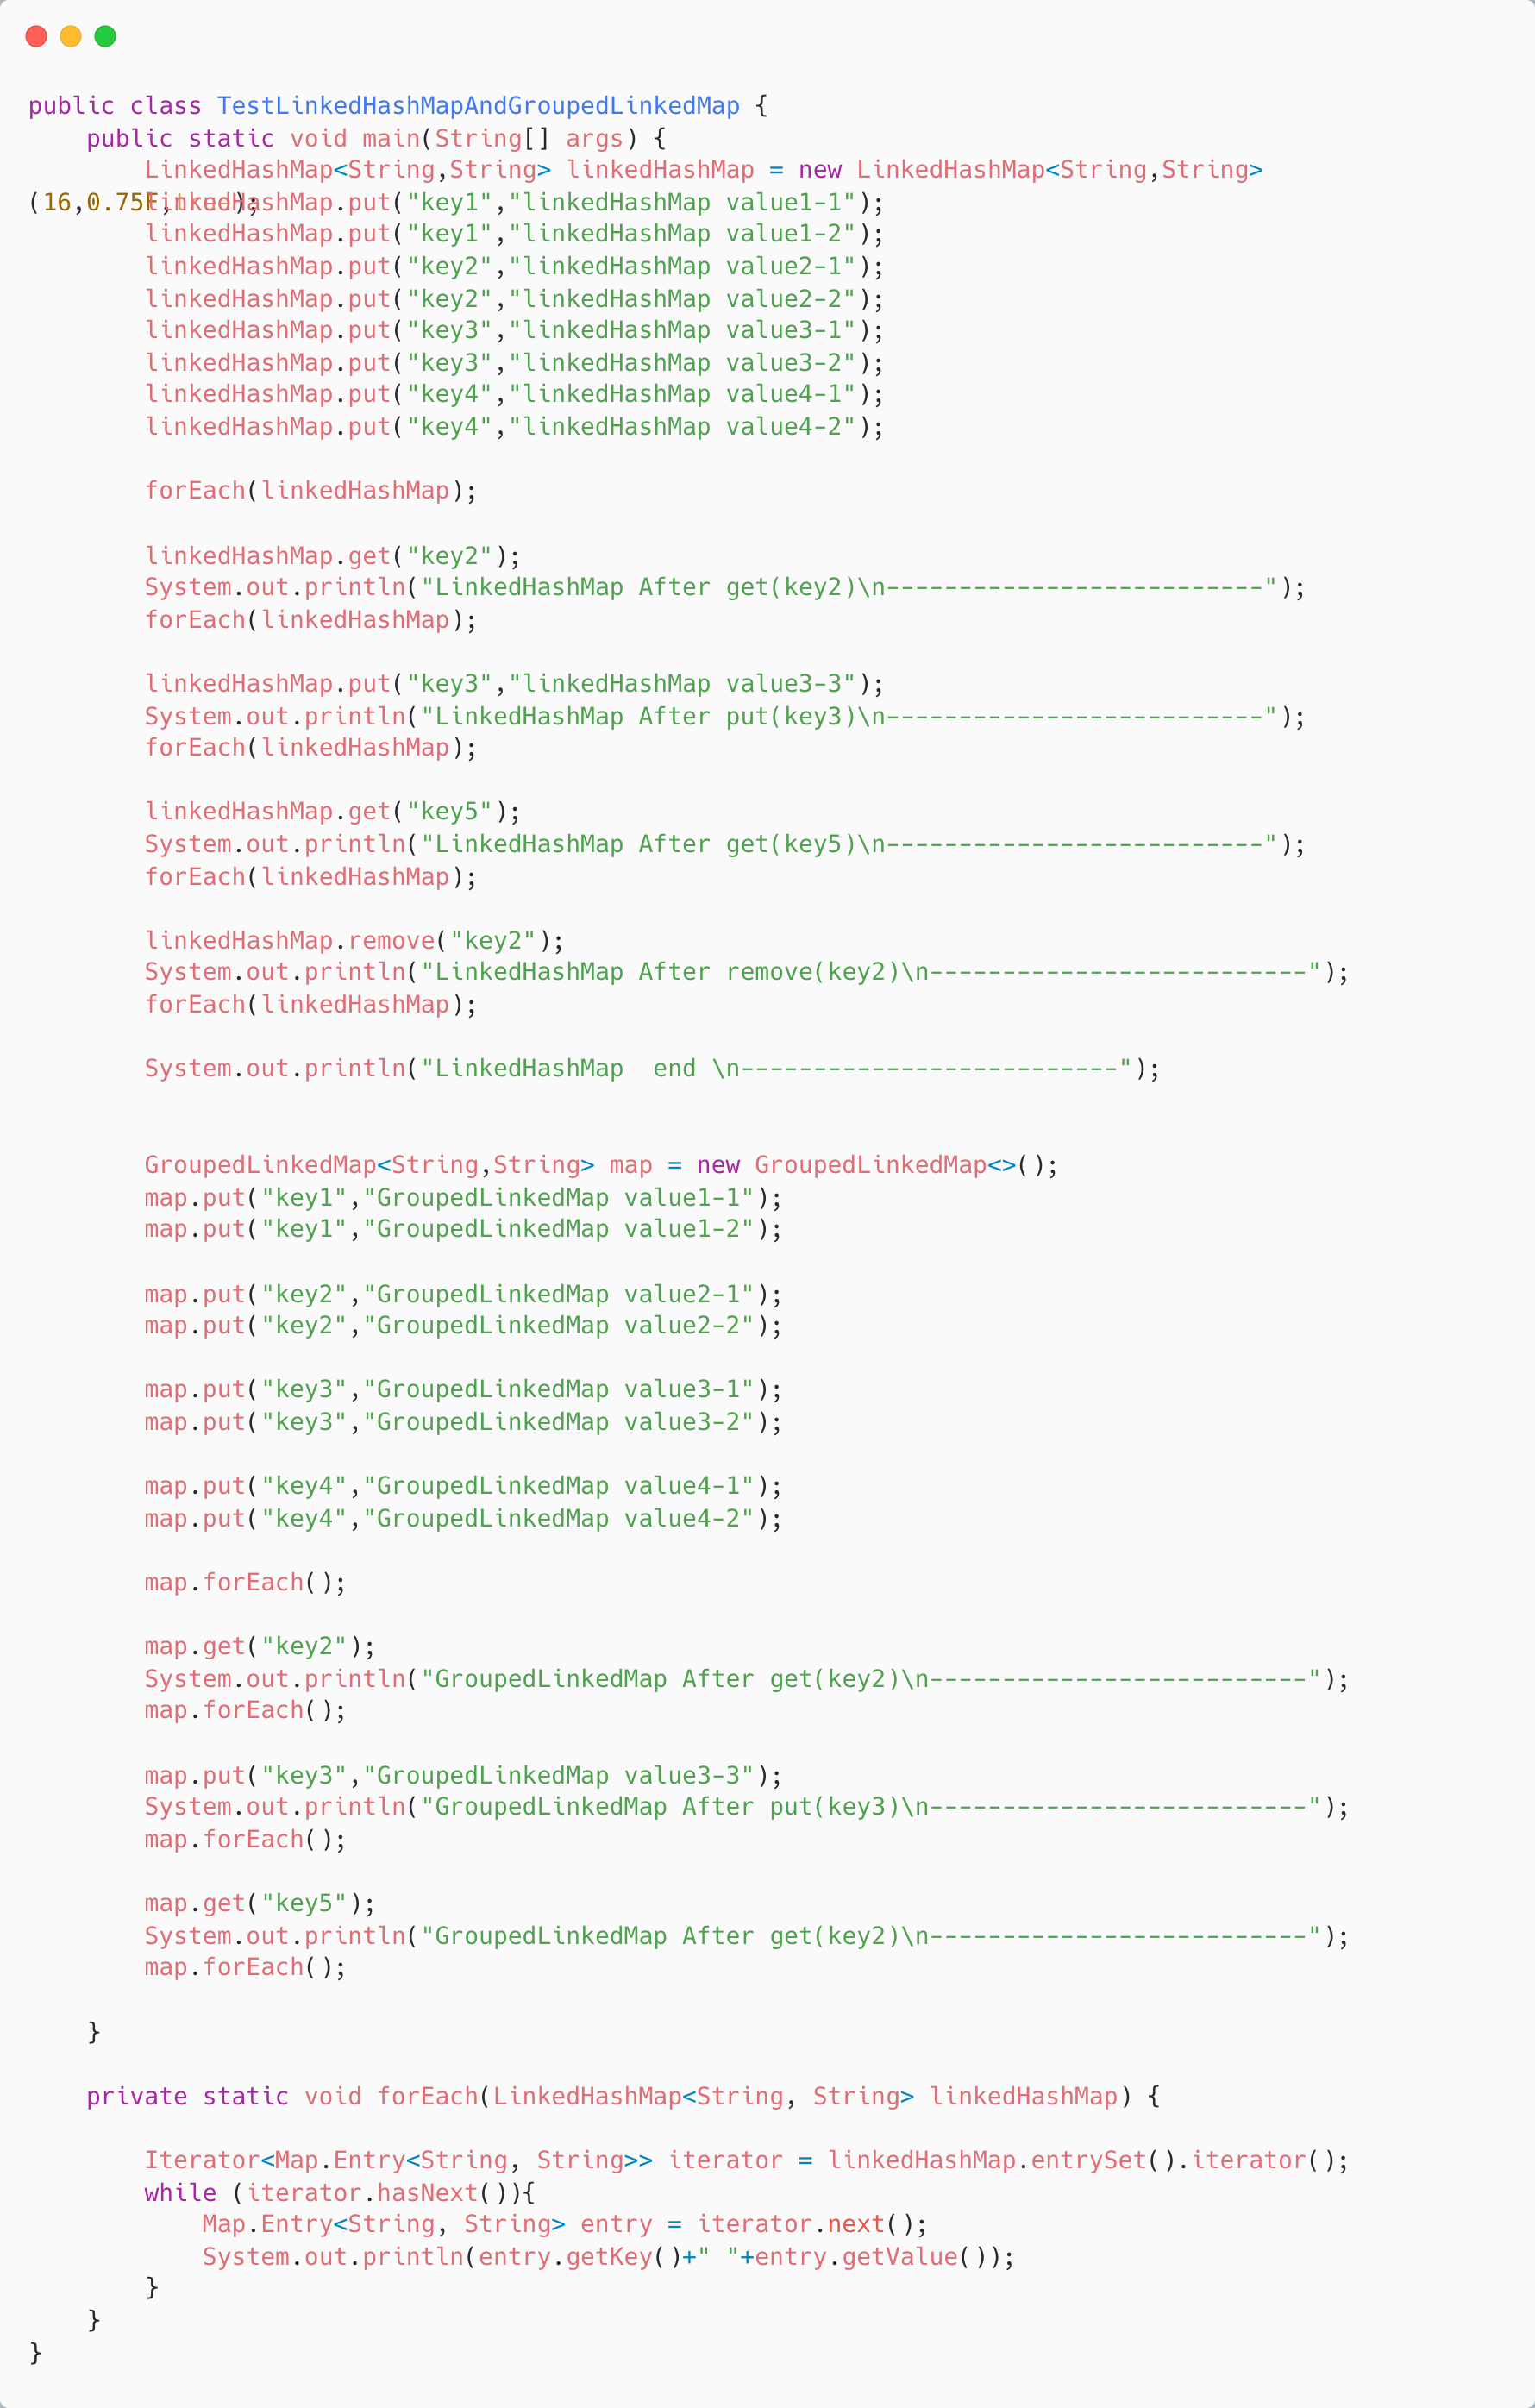 public class TestLinkedHashMapAndGroupedLinkedMap {
    public static void main(String[] args) {
        LinkedHashMap<String,String> linkedHashMap = new LinkedHashMap<String,String>
(16,0.75F,true);
        linkedHashMap.put("key1","linkedHashMap value1-1");
        linkedHashMap.put("key1","linkedHashMap value1-2");
        linkedHashMap.put("key2","linkedHashMap value2-1");
        linkedHashMap.put("key2","linkedHashMap value2-2");
        linkedHashMap.put("key3","linkedHashMap value3-1");
        linkedHashMap.put("key3","linkedHashMap value3-2");
        linkedHashMap.put("key4","linkedHashMap value4-1");
        linkedHashMap.put("key4","linkedHashMap value4-2");

        forEach(linkedHashMap);

        linkedHashMap.get("key2");
        System.out.println("LinkedHashMap After get(key2)\n--------------------------");
        forEach(linkedHashMap);

        linkedHashMap.put("key3","linkedHashMap value3-3");
        System.out.println("LinkedHashMap After put(key3)\n--------------------------");
        forEach(linkedHashMap);

        linkedHashMap.get("key5");
        System.out.println("LinkedHashMap After get(key5)\n--------------------------");
        forEach(linkedHashMap);

        linkedHashMap.remove("key2");
        System.out.println("LinkedHashMap After remove(key2)\n--------------------------");
        forEach(linkedHashMap);

        System.out.println("LinkedHashMap  end \n--------------------------");


        GroupedLinkedMap<String,String> map = new GroupedLinkedMap<>();
        map.put("key1","GroupedLinkedMap value1-1");
        map.put("key1","GroupedLinkedMap value1-2");

        map.put("key2","GroupedLinkedMap value2-1");
        map.put("key2","GroupedLinkedMap value2-2");

        map.put("key3","GroupedLinkedMap value3-1");
        map.put("key3","GroupedLinkedMap value3-2");

        map.put("key4","GroupedLinkedMap value4-1");
        map.put("key4","GroupedLinkedMap value4-2");

        map.forEach();

        map.get("key2");
        System.out.println("GroupedLinkedMap After get(key2)\n--------------------------");
        map.forEach();

        map.put("key3","GroupedLinkedMap value3-3");
        System.out.println("GroupedLinkedMap After put(key3)\n--------------------------");
        map.forEach();

        map.get("key5");
        System.out.println("GroupedLinkedMap After get(key2)\n--------------------------");
        map.forEach();

    }

    private static void forEach(LinkedHashMap<String, String> linkedHashMap) {

        Iterator<Map.Entry<String, String>> iterator = linkedHashMap.entrySet().iterator();
        while (iterator.hasNext()){
            Map.Entry<String, String> entry = iterator.next();
            System.out.println(entry.getKey()+" "+entry.getValue());
        }
    }
}